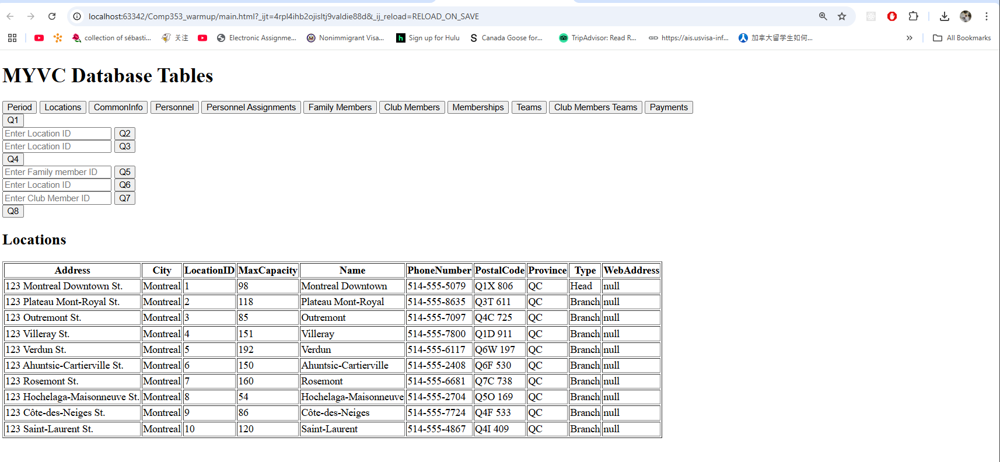 localhost:63342/Comp353_warmup/main.html?_ijt=4rpl4ihb2ojisltj9valdie88d&_ij_reload=RELOAD_ON_SAVE
collection of sébasti... 关注 Electronic Assignme... Nonimmigrant Visa... h Sign up for Hulu S Canada Goose for... TripAdvisor: Read R... https://ais.usvisa-inf... 加拿大留学生如何... » All Bookmarks
MYVC Database Tables
Period Locations CommonInfo Personnel Personnel Assignments Family Members Club Members Memberships Teams Club Members Teams Payments
Q1
Enter Location ID Q2
Enter Location ID Q3
Q4
Enter Family member ID Q5
Enter Location ID Q6
Enter Club Member ID Q7
Q8
Locations
Address City LocationID MaxCapacity Name PhoneNumber PostalCode Province Type WebAddress
123 Montreal Downtown St. Montreal 1 98 Montreal Downtown 514-555-5079 Q1X 806 QC Head null
123 Plateau Mont-Royal St. Montreal 2 118 Plateau Mont-Royal 514-555-8635 Q3T 611 QC Branch null
123 Outremont St. Montreal 3 85 Outremont 514-555-7097 Q4C 725 QC Branch null
123 Villeray St. Montreal 4 151 Villeray 514-555-7800 Q1D 911 QC Branch null
123 Verdun St. Montreal 5 192 Verdun 514-555-6117 Q6W 197 QC Branch null
123 Ahuntsic-Cartierville St. Montreal 6 150 Ahuntsic-Cartierville 514-555-2408 Q6F 530 QC Branch null
123 Rosemont St. Montreal 7 160 Rosemont 514-555-6681 Q7C 738 QC Branch null
123 Hochelaga-Maisonneuve St. Montreal 8 54 Hochelaga-Maisonneuve 514-555-2704 Q5O 169 QC Branch null
123 Côte-des-Neiges St. Montreal 9 86 Côte-des-Neiges 514-555-7724 Q4F 533 QC Branch null
123 Saint-Laurent St. Montreal 10 120 Saint-Laurent 514-555-4867 Q4I 409 QC Branch null